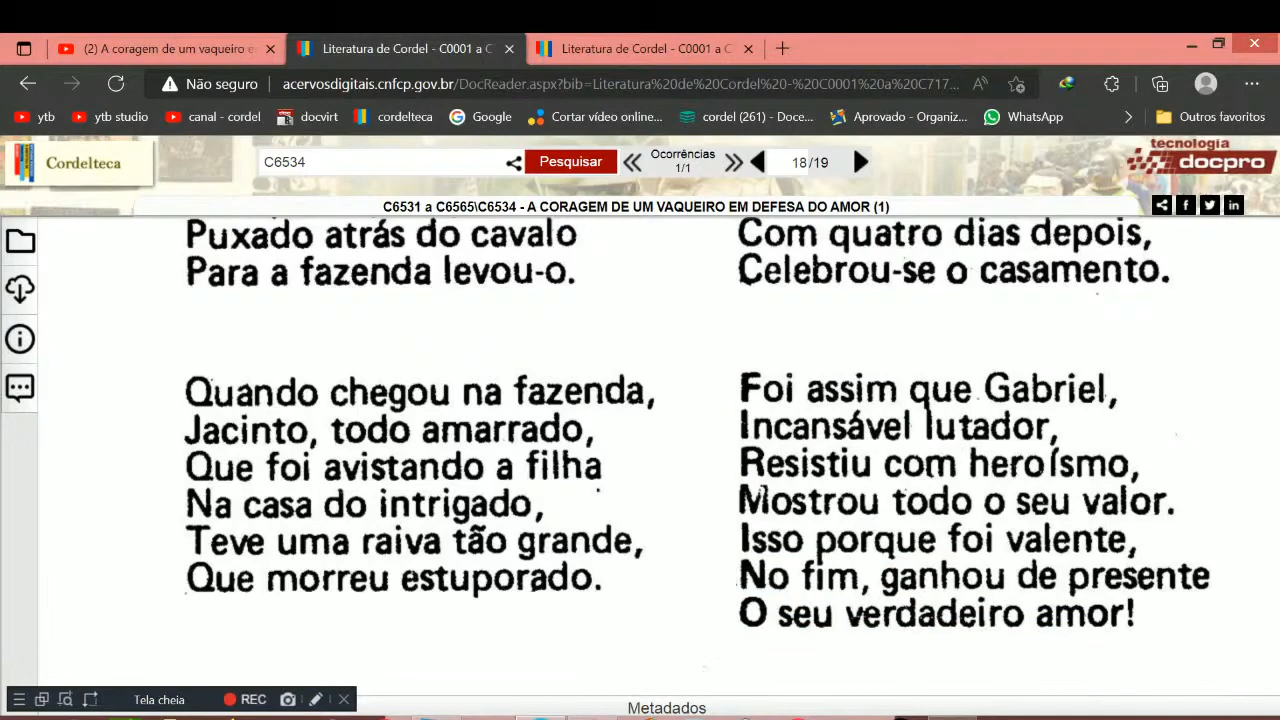 (2) A coragem de um vaqueiro e
Literatura de Cordel - C0001 a C
Literatura de Cordel - C0001 a C
Não seguro
acervosdigitais.cnfcp.gov.br/DocReader.aspx?bib=Literatura%20de%20Cordel%20-%20C0001%20a%20C717...
ytb
ytb studio
canal - cordel
docvirt
cordelteca
Google
Cortar vídeo online...
cordel (261) - Doce...
Aprovado - Organiz...
WhatsApp
Outros favoritos
Cordelteca
C6534
Pesquisar
Ocorrências
1/1
18/19
tecnologia
docpro
C6531 a C6565\C6534 - A CORAGEM DE UM VAQUEIRO EM DEFESA DO AMOR (1)
Puxado atrás do cavalo
Para a fazenda levou-o.
Quando chegou na fazenda,
Jacinto, todo amarrado,
Que foi avistando a filha
Na casa do intrigado,
Teve uma raiva tão grande,
Que morreu estuporado.
Com quatro dias depois,
Celebrou-se o casamento.
Foi assim que Gabriel,
Incansável lutador,
Resistiu com heroísmo,
Mostrou todo o seu valor.
Isso porque foi valente,
No fim, ganhou de presente
O seu verdadeiro amor!
Tela cheia
REC
Metadados